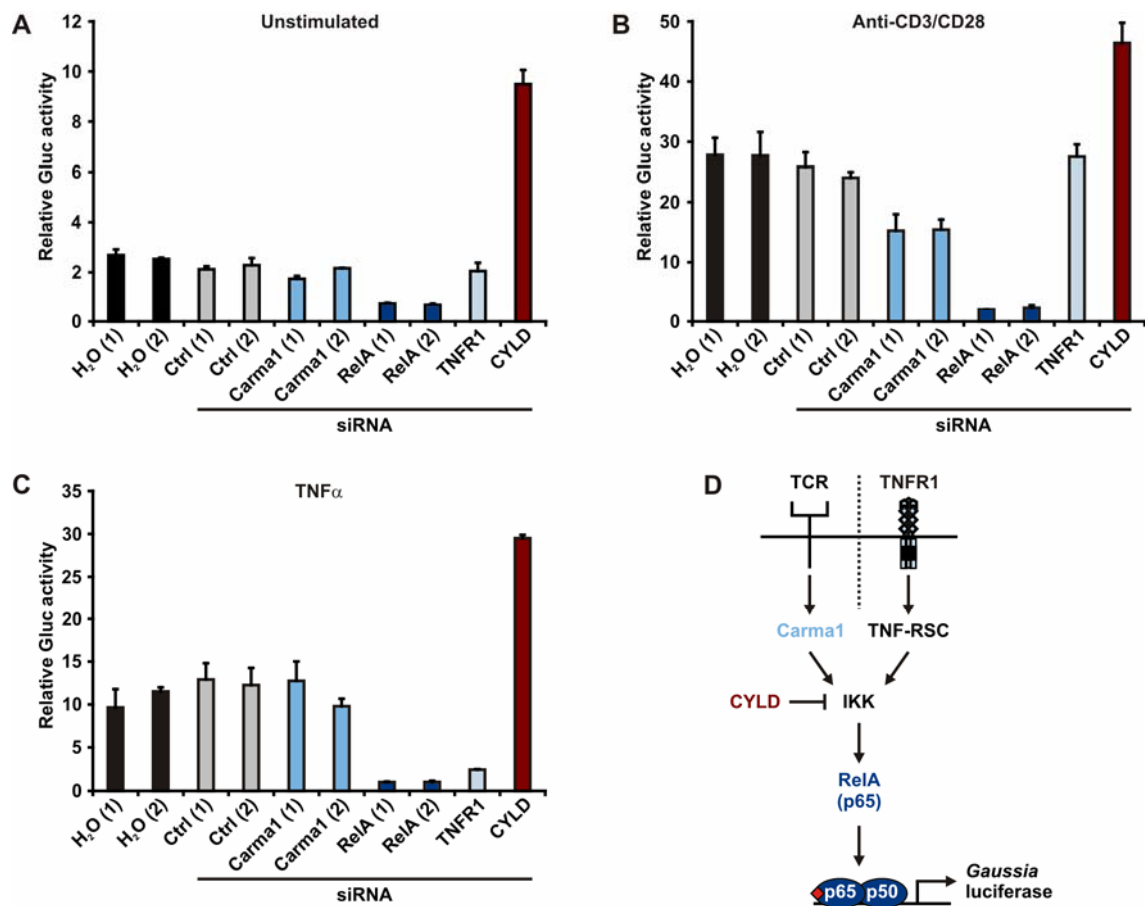 A
Unstimulated
Relative Gluc activity
12
10
8
6
4
2
0
H₂O (1)
H₂O (2)
Ctrl (1)
Ctrl (2)
Carma1 (1)
Carma1 (2)
RelA (1)
RelA (2)
TNFR1
CYLD
siRNA
B
Anti-CD3/CD28
Relative Gluc activity
50
40
30
20
10
0
H₂O (1)
H₂O (2)
Ctrl (1)
Ctrl (2)
Carma1 (1)
Carma1 (2)
RelA (1)
RelA (2)
TNFR1
CYLD
siRNA
C
TNFα
Relative Gluc activity
35
30
25
20
15
10
5
0
H₂O (1)
H₂O (2)
Ctrl (1)
Ctrl (2)
Carma1 (1)
Carma1 (2)
RelA (1)
RelA (2)
TNFR1
CYLD
siRNA
D
TCR
TNFR1
Carma1
TNF-RSC
CYLD
IKK
RelA
(p65)
p65
p50
Gaussia
luciferase